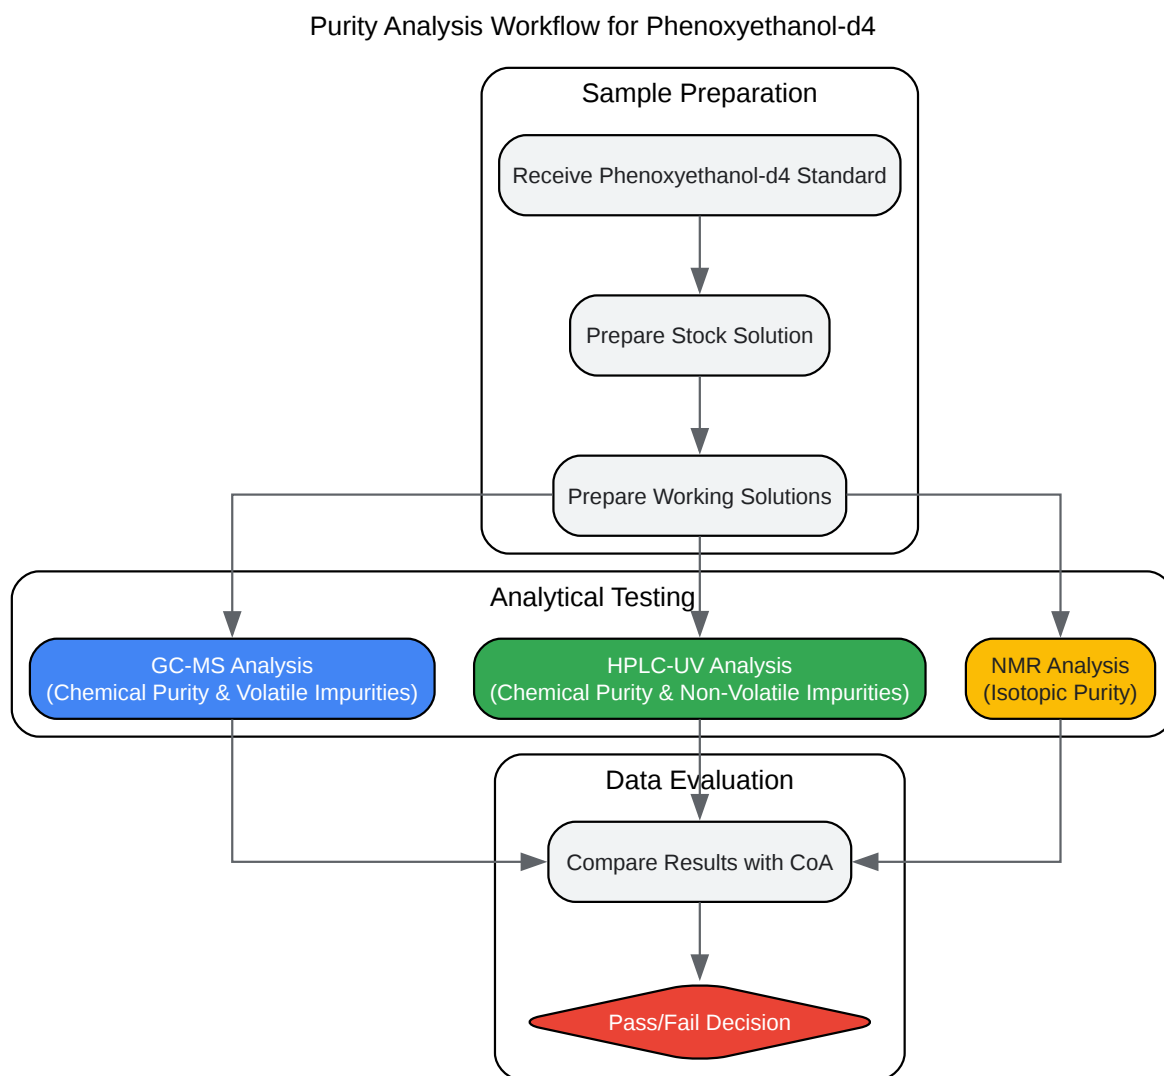 Purity Analysis Workflow for Phenoxyethanol-d4
Sample Preparation
Receive Phenoxyethanol-d4 Standard
Prepare Stock Solution
Prepare Working Solutions
Analytical Testing
GC-MS Analysis
(Chemical Purity & Volatile Impurities)
HPLC-UV Analysis
(Chemical Purity & Non-Volatile Impurities)
NMR Analysis
(Isotopic Purity)
Data Evaluation
Compare Results with CoA
Pass/Fail Decision